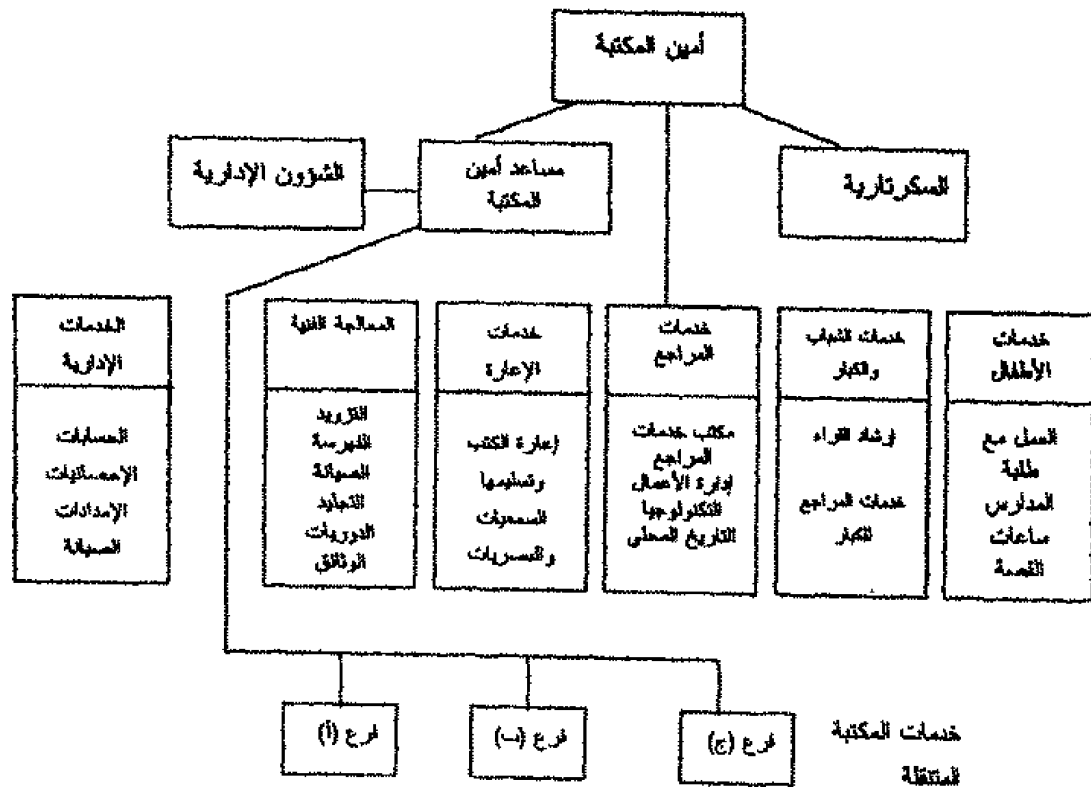 أمين المكتبة
السكرتارية
مساعد أمين
المكتبة
الشؤون الإدارية
خدمات
الأطفال
العمل مع
طلبة
المدارس
ساعات
القصة
خدمات الشباب
والكبار
إرشاد القراء
خدمات المراجع
للكبار
خدمات
المراجع
مكتب خدمات
المراجع
إدارة الأعمال
التكنولوجيا
التاريخ المحلى
خدمات
الإعارة
إعارة الكتب
وتسليمها
السمعيات
والبصريات
المعالجة الفنية
التزويد
الفهرسة
الصيانة
التجليد
الدوريات
الوثائق
الخدمات
الإدارية
الحسابات
الإحصائيات
الإمدادات
الصيانة
خدمات المكتبة
المتنقلة
فرع (ج)
فرع (ب)
فرع (أ)